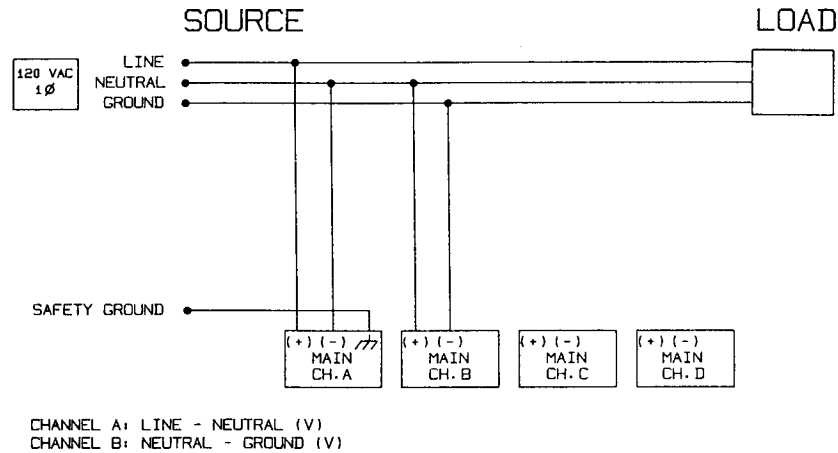 SOURCE
LOAD
120 VAC
1Ø
LINE
NEUTRAL
GROUND
SAFETY GROUND
(+) (-)
MAIN
CH.A
(+) (-)
MAIN
CH.B
(+) (-)
MAIN
CH.C
(+) (-)
MAIN
CH.D
CHANNEL A: LINE - NEUTRAL (V)
CHANNEL B: NEUTRAL - GROUND (V)